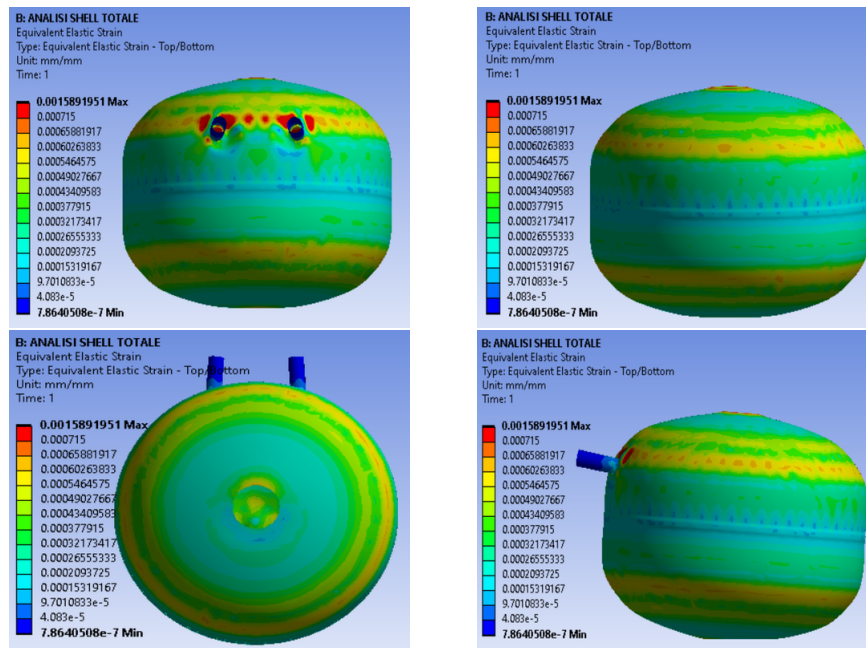 B: ANALISI SHELL TOTALE
Equivalent Elastic Strain
Type: Equivalent Elastic Strain - Top/Bottom
Unit: mm/mm
Time: 1
0.0015891951 Max
0.000715
0.00065881917
0.00060263833
0.0005464575
0.00049027667
0.00043409583
0.000377915
0.00032173417
0.00026555333
0.0002093725
0.00015319167
9.7010833e-5
4.083e-5
7.8640508e-7 Min
B: ANALISI SHELL TOTALE
Equivalent Elastic Strain
Type: Equivalent Elastic Strain - Top/Bottom
Unit: mm/mm
Time: 1
0.0015891951 Max
0.000715
0.00065881917
0.00060263833
0.0005464575
0.00049027667
0.00043409583
0.000377915
0.00032173417
0.00026555333
0.0002093725
0.00015319167
9.7010833e-5
4.083e-5
7.8640508e-7 Min
B: ANALISI SHELL TOTALE
Equivalent Elastic Strain
Type: Equivalent Elastic Strain - Top/Bottom
Unit: mm/mm
Time: 1
0.0015891951 Max
0.000715
0.00065881917
0.00060263833
0.0005464575
0.00049027667
0.00043409583
0.000377915
0.00032173417
0.00026555333
0.0002093725
0.00015319167
9.7010833e-5
4.083e-5
7.8640508e-7 Min
B: ANALISI SHELL TOTALE
Equivalent Elastic Strain
Type: Equivalent Elastic Strain - Top/Bottom
Unit: mm/mm
Time: 1
0.0015891951 Max
0.000715
0.00065881917
0.00060263833
0.0005464575
0.00049027667
0.00043409583
0.000377915
0.00032173417
0.00026555333
0.0002093725
0.00015319167
9.7010833e-5
4.083e-5
7.8640508e-7 Min